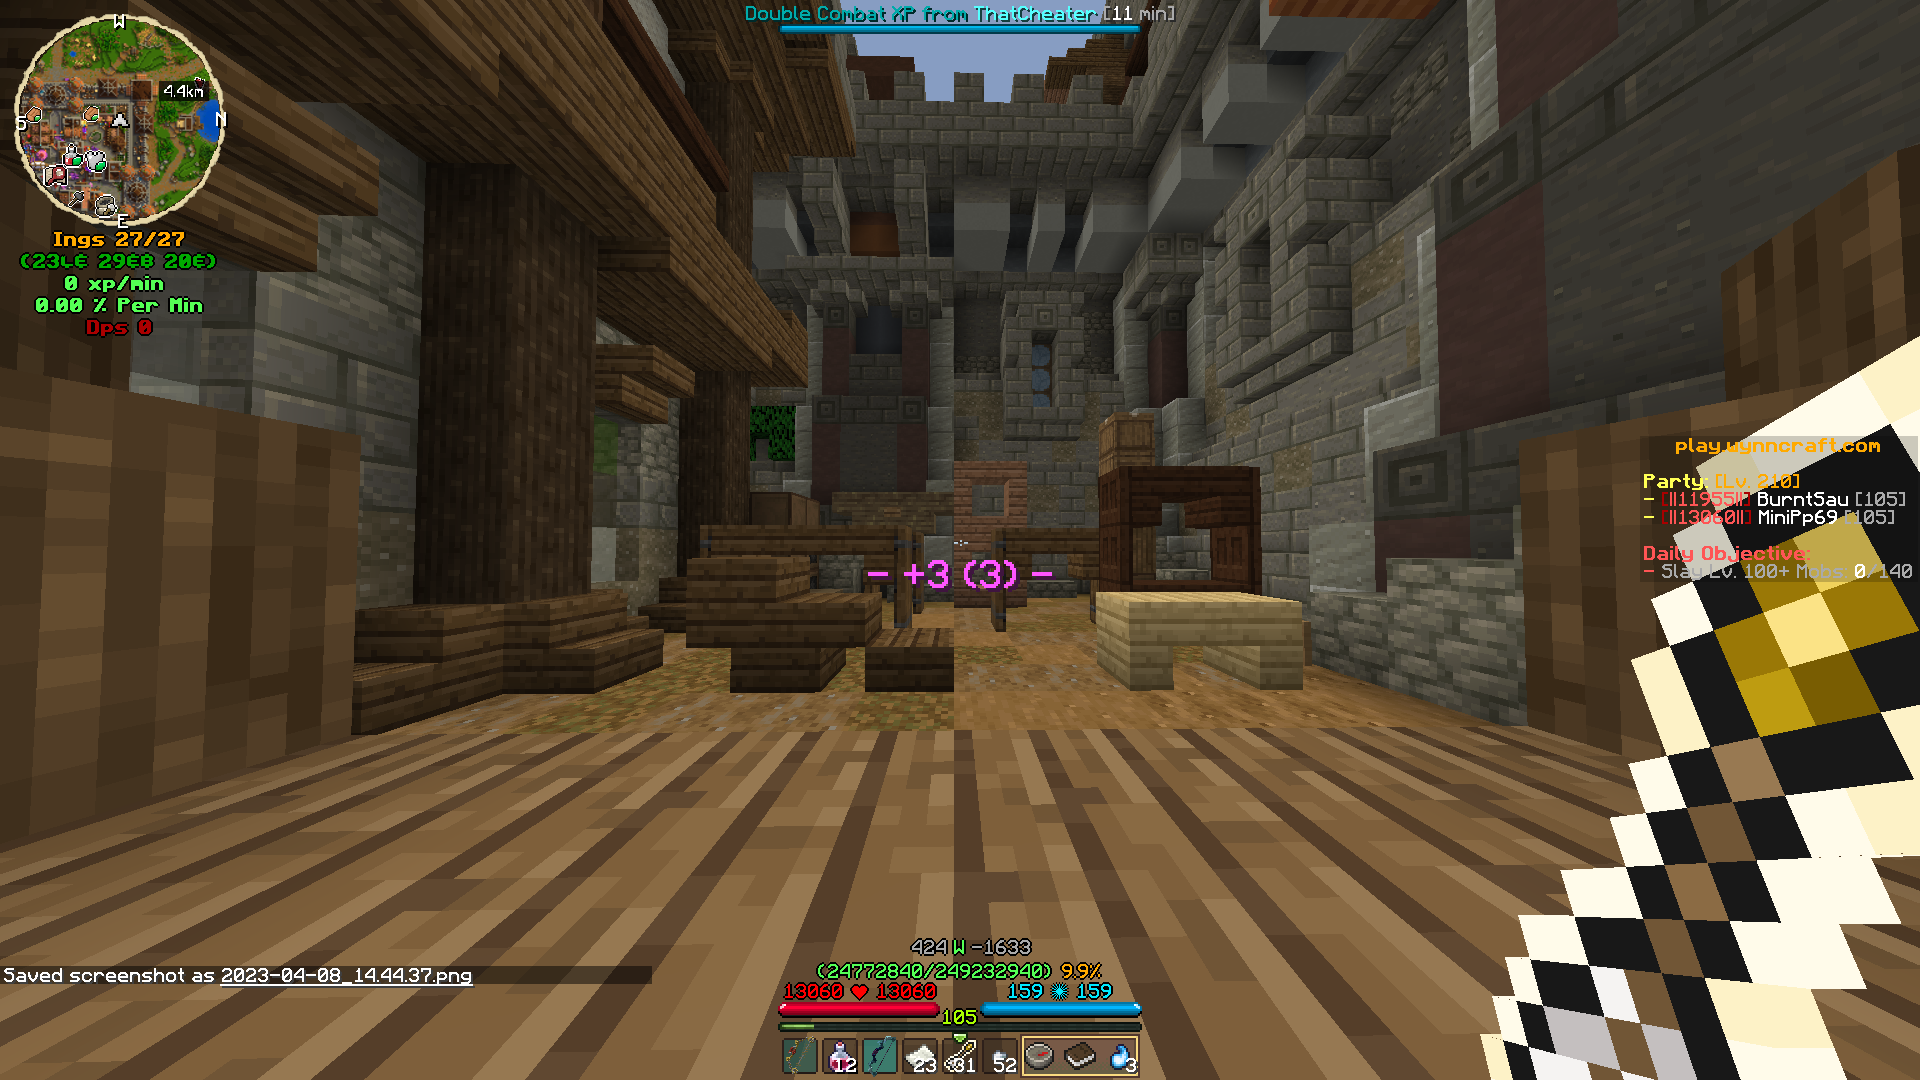 Double Combat XP from ThatCheater [11 min]
W
4.4km
S
N
E
Ings 27/27
0 xp/min
0.00 % Per Min
Dps 0
play.wynncraft.com
Party: [Lv. 210]
- [||11955||] BurntSau [105]
- [||13060||] MiniPp69 [105]
Daily Objective:
- Slay Lv. 100+ Mobs: 0/140
- +3 (3) -
424 W -1633
(24772840/249232940) 9.9%
13060 ❤ 13060 159 159
105
12 23 31 52 3
Saved screenshot as 2023-04-08_14.44.37.png